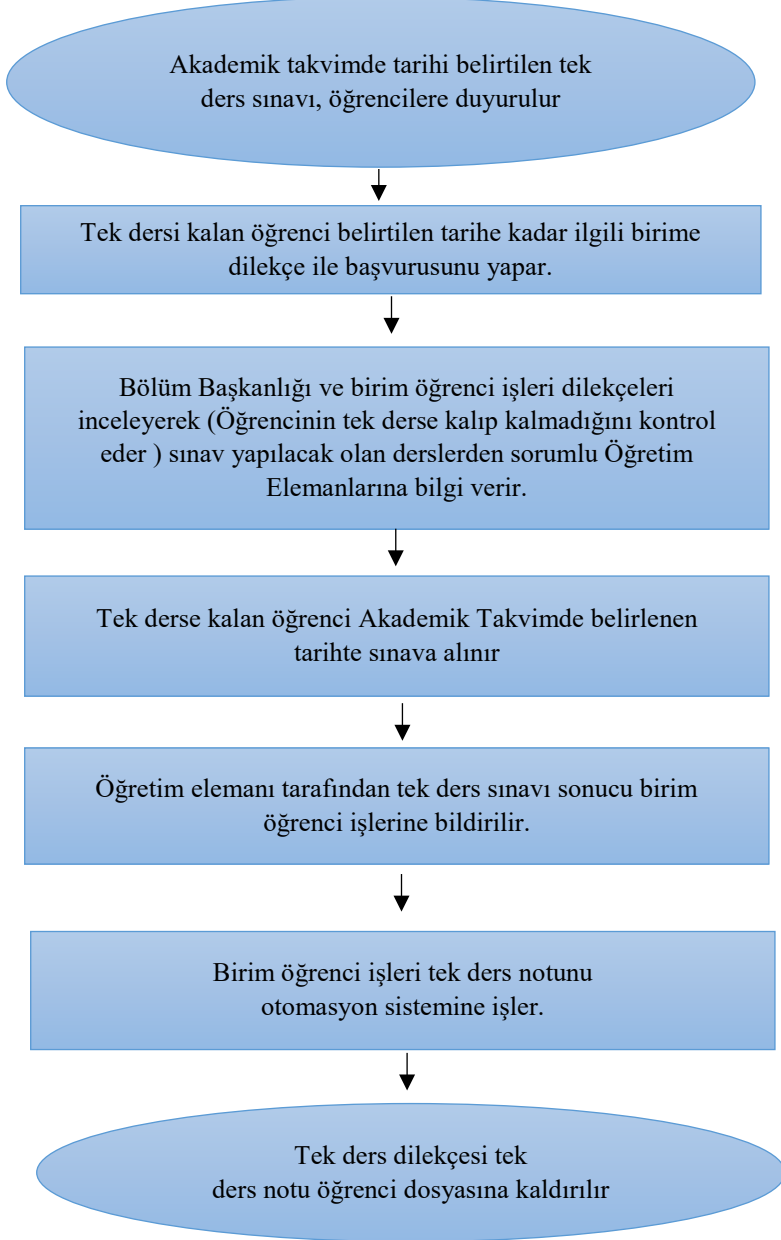 Akademik takvimde tarihi belirtilen tek
ders sınavı, öğrencilere duyurulur
Tek dersi kalan öğrenci belirtilen tarihe kadar ilgili birime
dilekçe ile başvurusunu yapar.
Bölüm Başkanlığı ve birim öğrenci işleri dilekçeleri
inceleyerek (Öğrencinin tek derse kalıp kalmadığını kontrol
eder ) sınav yapılacak olan derslerden sorumlu Öğretim
Elemanlarına bilgi verir.
Tek derse kalan öğrenci Akademik Takvimde belirlenen
tarihte sınava alınır
Öğretim elemanı tarafından tek ders sınavı sonucu birim
öğrenci işlerine bildirilir.
Birim öğrenci işleri tek ders notunu
otomasyon sistemine işler.
Tek ders dilekçesi tek
ders notu öğrenci dosyasına kaldırılır